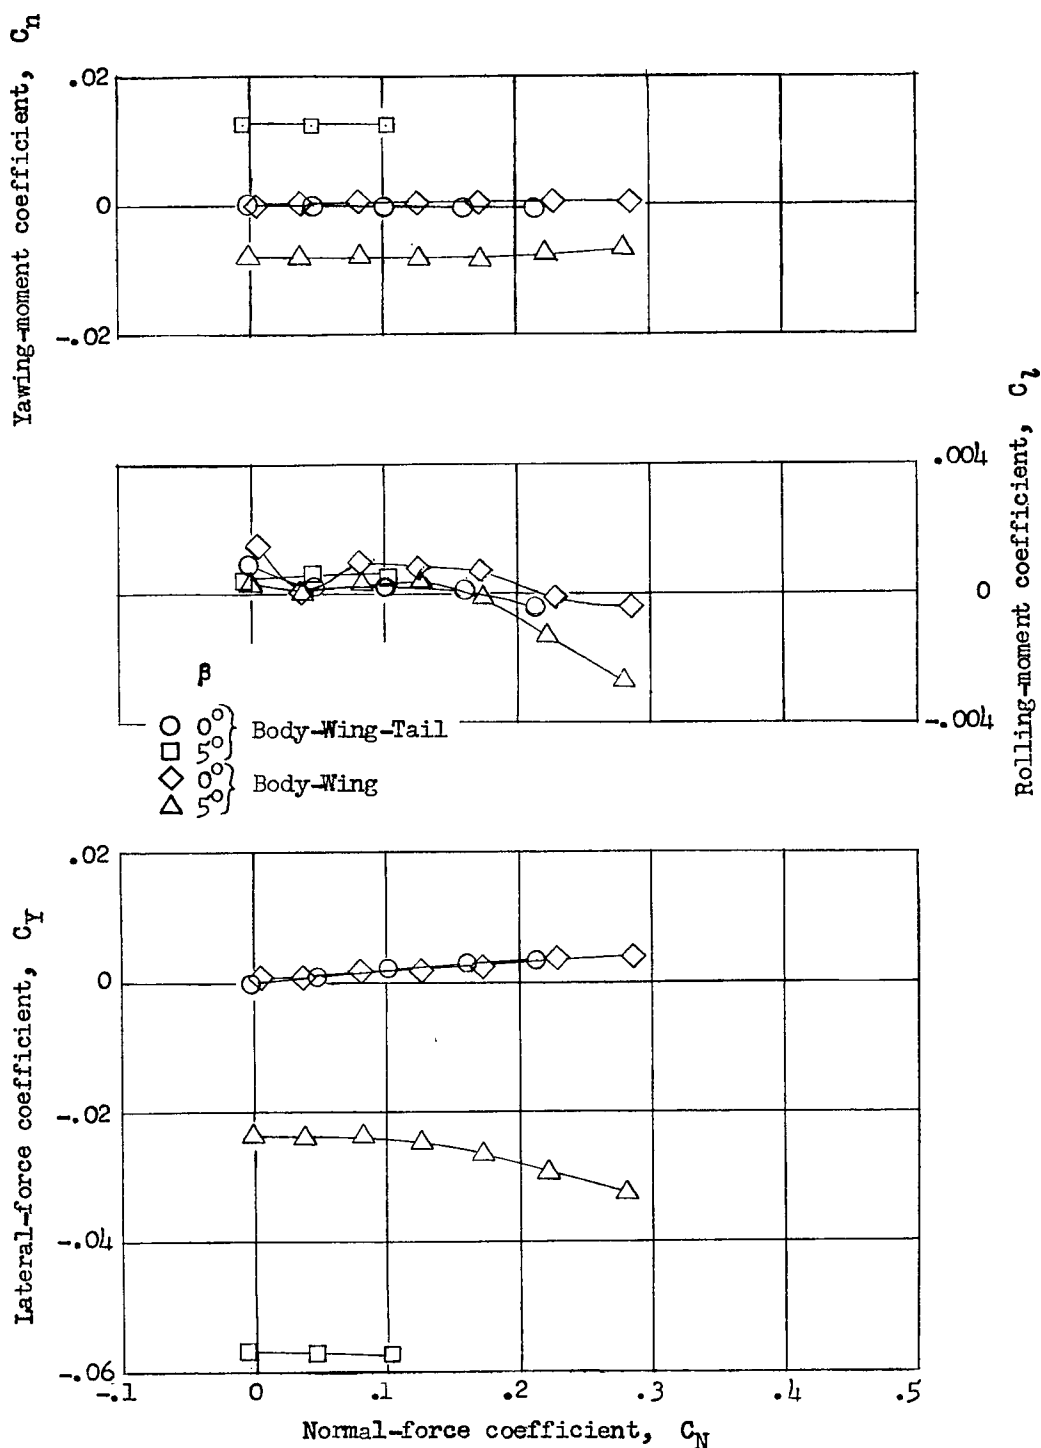 Yawing-moment coefficient, Cn
.02
0
-.02
Rolling-moment coefficient, Cl
.004
0
-.004
β
0° } Body-Wing-Tail
5°
0° } Body-Wing
5°
Lateral-force coefficient, CY
.02
0
-.02
-.04
-.06
-.1 0 .1 .2 .3 .4 .5
Normal-force coefficient, CN